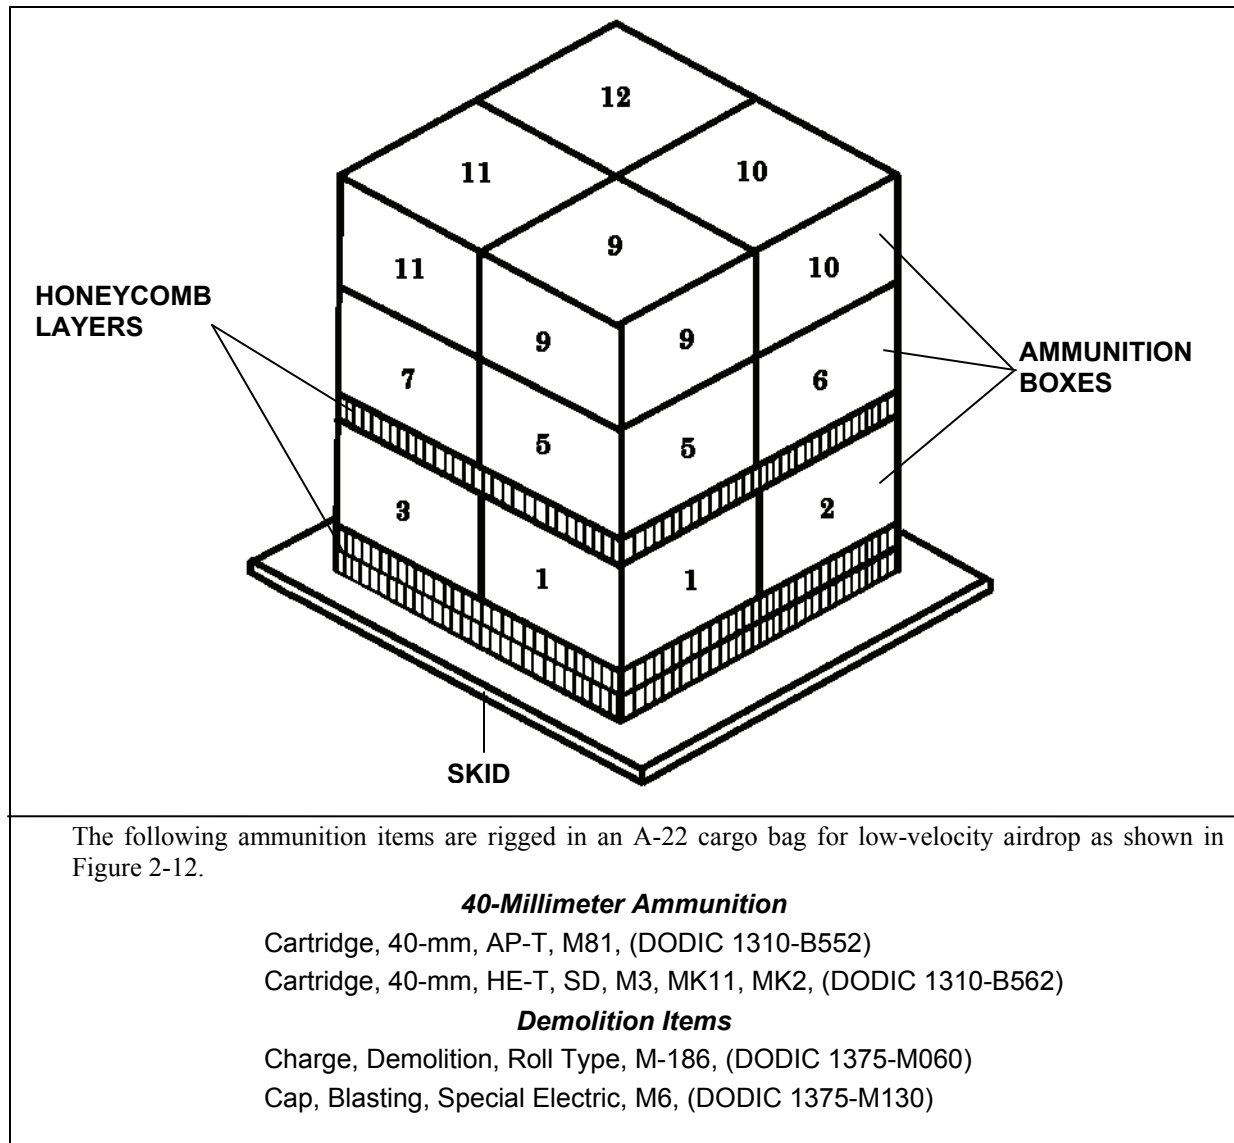 12
11
10
9
11
10
HONEYCOMB
LAYERS
9
9
AMMUNITION
BOXES
7
6
5
5
3
2
1
1
SKID
The following ammunition items are rigged in an A-22 cargo bag for low-velocity airdrop as shown in
Figure 2-12.
40-Millimeter Ammunition
Cartridge, 40-mm, AP-T, M81, (DODIC 1310-B552)
Cartridge, 40-mm, HE-T, SD, M3, MK11, MK2, (DODIC 1310-B562)
Demolition Items
Charge, Demolition, Roll Type, M-186, (DODIC 1375-M060)
Cap, Blasting, Special Electric, M6, (DODIC 1375-M130)